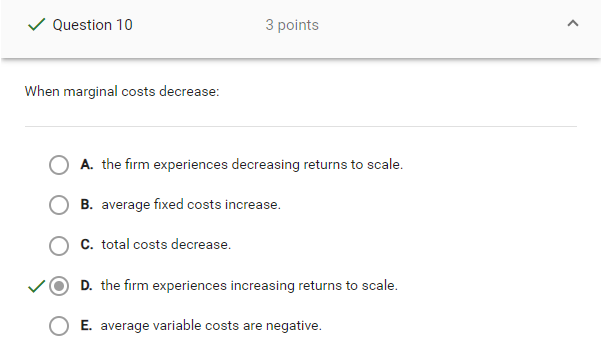 Question 10 3 points
When marginal costs decrease:
A. the firm experiences decreasing returns to scale.
B. average fixed costs increase.
C. total costs decrease.
D. the firm experiences increasing returns to scale.
E. average variable costs are negative.